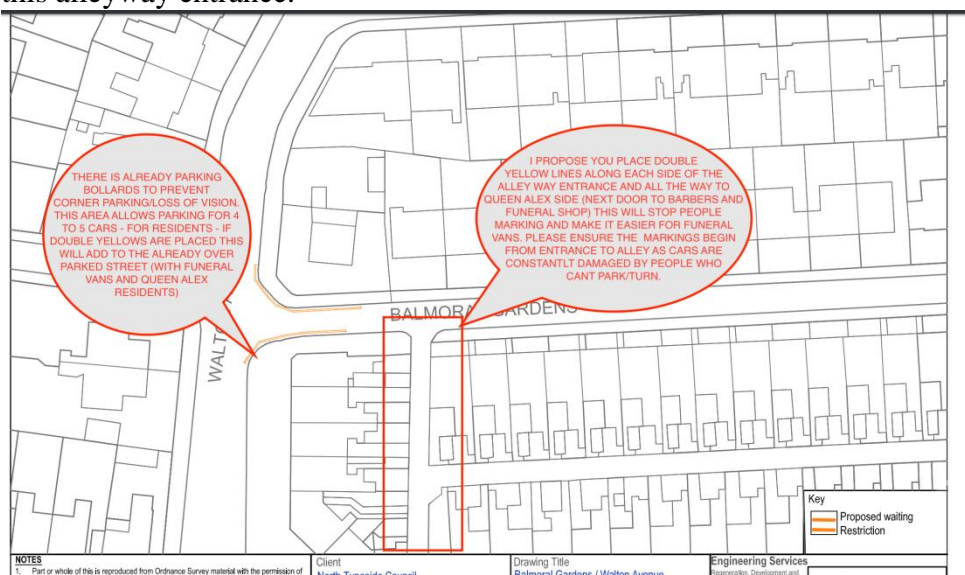 this alleyway entrance.
THERE IS ALREADY PARKING
BOLLARDS TO PREVENT
CORNER PARKING/LOSS OF VISION.
THIS AREA ALLOWS PARKING FOR 4
TO 5 CARS - FOR RESIDENTS - IF
DOUBLE YELLOWS ARE PLACED THIS
WILL ADD TO THE ALREADY OVER
PARKED STREET (WITH FUNERAL
VANS AND QUEEN ALEX
RESIDENTS)
I PROPOSE YOU PLACE DOUBLE
YELLOW LINES ALONG EACH SIDE OF THE
ALLEY WAY ENTRANCE AND ALL THE WAY TO
QUEEN ALEX SIDE (NEXT DOOR TO BARBERS AND
FUNERAL SHOP) THIS WILL STOP PEOPLE
MARKING AND MAKE IT EASIER FOR FUNERAL
VANS. PLEASE ENSURE THE MARKINGS BEGIN
FROM ENTRANCE TO ALLEY AS CARS ARE
CONSTANTLT DAMAGED BY PEOPLE WHO
CANT PARK/TURN.
WALTO
BALMORA
ARDENS
Key
Proposed waiting
Restriction
NOTES
1. Part or whole of this is reproduced from Ordnance Survey material with the permission of
Client
North Tyneside Council
Drawing Title
Balmoral Gardens / Walton Avenue
Engineering Services
Regeneration, Development and